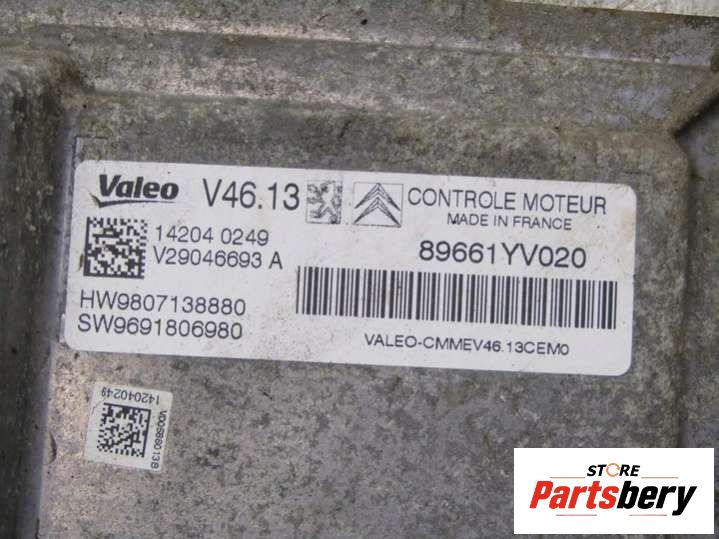 Valeo V46.13 CONTROLE MOTEUR
MADE IN FRANCE
14204 0249
V29046693 A
89661YV020
HW9807138880
SW9691806980
VALEO-CMMEV46.13CEM0
142040249
STORE
Partsbery